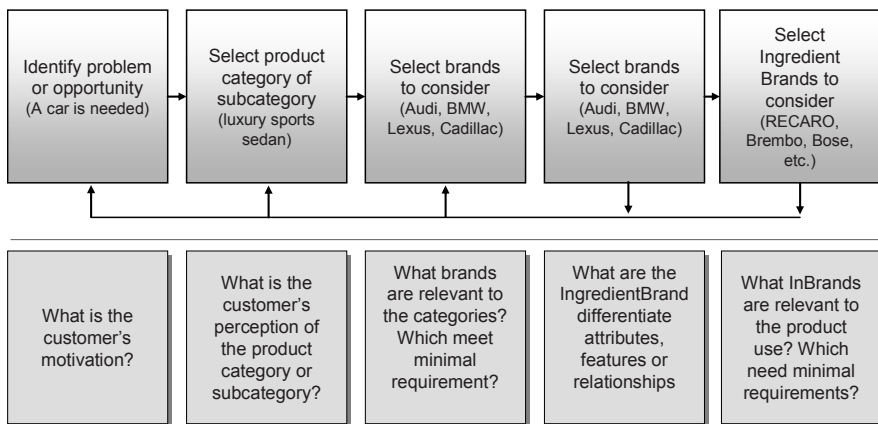 Identify problem
or opportunity
(A car is needed)
Select product
category of
subcategory
(luxury sports
sedan)
Select brands
to consider
(Audi, BMW,
Lexus, Cadillac)
Select brands
to consider
(Audi, BMW,
Lexus, Cadillac)
Select
Ingredient
Brands to
consider
(RECARO,
Brembo, Bose,
etc.)
What is the
customer's
motivation?
What is the
customer's
perception of
the product
category or
subcategory?
What brands
are relevant to
the categories?
Which meet
minimal
requirement?
What are the
IngredientBrand
differentiate
attributes,
features or
relationships
What InBrands
are relevant to
the product
use? Which
need minimal
requirements?